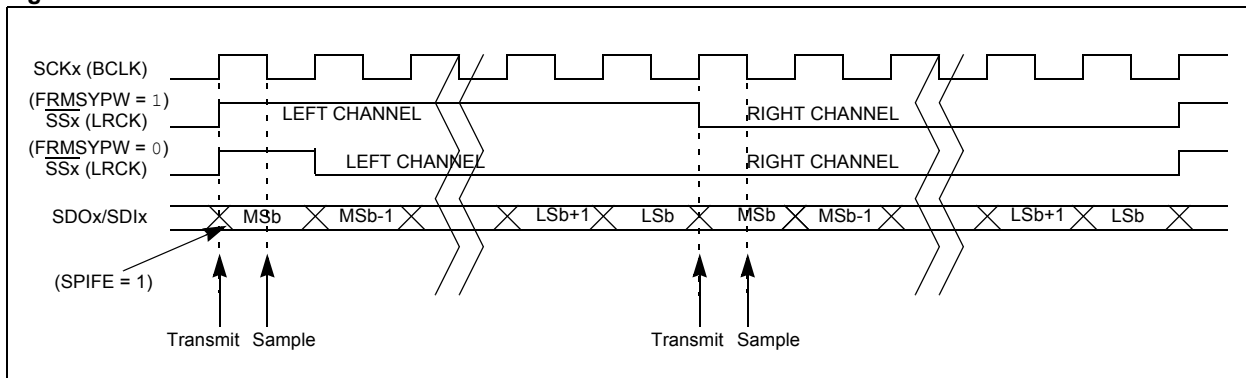 SCKx (BCLK)
(FRMSYPW = 1)
SSx (LRCK)
LEFT CHANNEL
RIGHT CHANNEL
(FRMSYPW = 0)
SSx (LRCK)
LEFT CHANNEL
RIGHT CHANNEL
SDOx/SDIx
MSb
MSb-1
LSb+1
LSb
MSb
MSb-1
LSb+1
LSb
(SPIFE = 1)
Transmit Sample
Transmit Sample